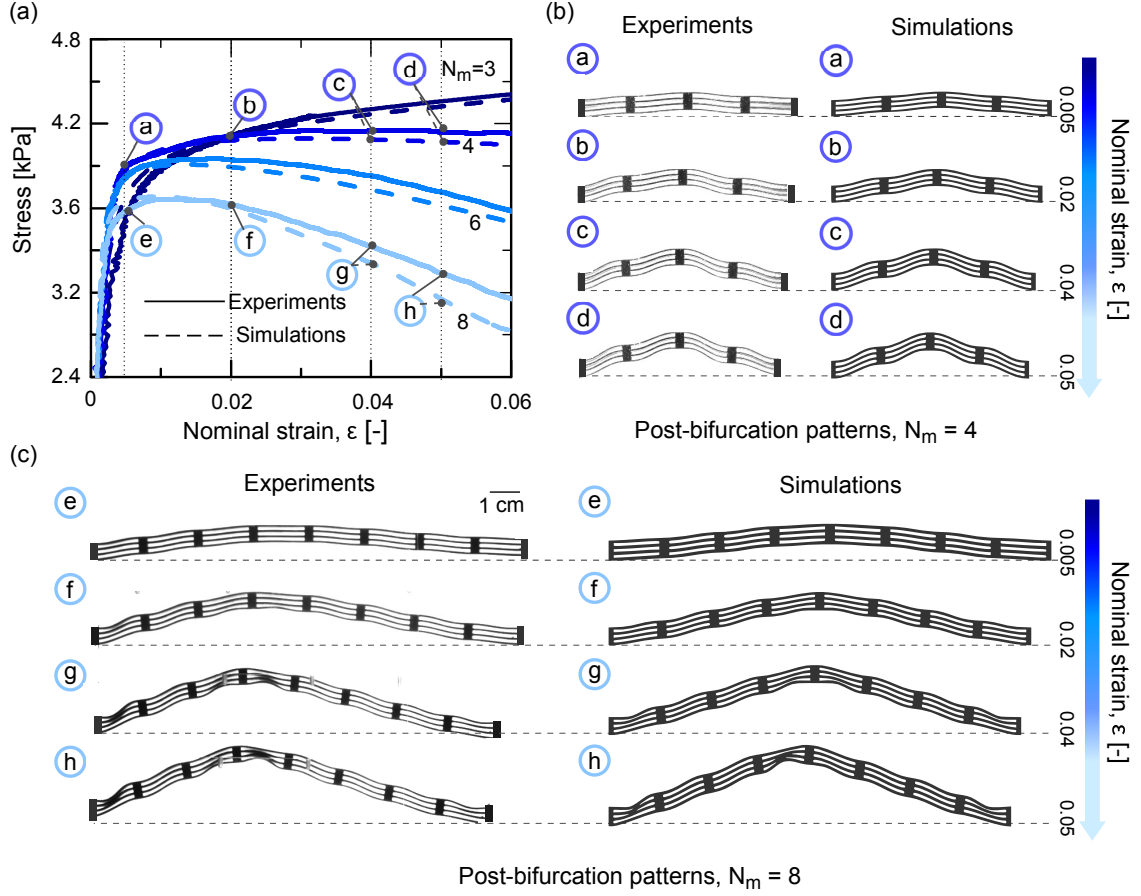 (a)
4.8
4.2
3.6
3.2
2.4
Stress [kPa]
0
0.02
0.04
0.06
Nominal strain, ε [-]
N_m=3
4
6
8
a
b
c
d
e
f
g
h
Experiments
Simulations
(b)
Experiments
Simulations
a
a
0.005
b
b
0.02
c
c
0.04
d
d
0.05
Nominal strain, ε [-]
Post-bifurcation patterns, N_m = 4
(c)
Experiments
1 cm
Simulations
e
e
0.005
f
f
0.02
g
g
0.04
h
h
0.05
Nominal strain, ε [-]
Post-bifurcation patterns, N_m = 8